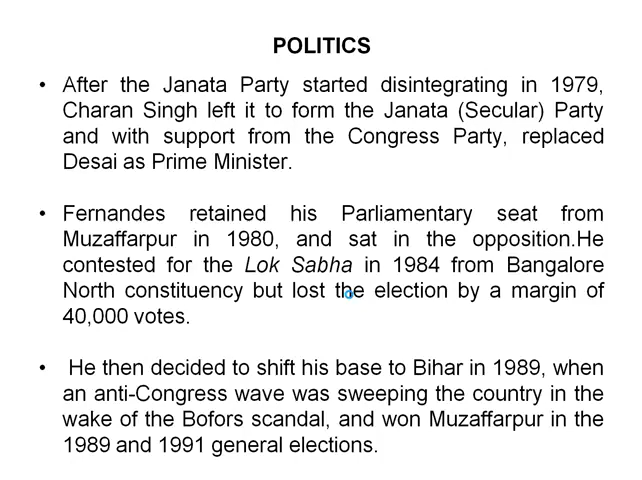 POLITICS
• After the Janata Party started disintegrating in 1979,
Charan Singh left it to form the Janata (Secular) Party
and with support from the Congress Party, replaced
Desai as Prime Minister.
• Fernandes retained his Parliamentary seat from
Muzaffarpur in 1980, and sat in the opposition.He
contested for the Lok Sabha in 1984 from Bangalore
North constituency but lost the election by a margin of
40,000 votes.
• He then decided to shift his base to Bihar in 1989, when
an anti-Congress wave was sweeping the country in the
wake of the Bofors scandal, and won Muzaffarpur in the
1989 and 1991 general elections.